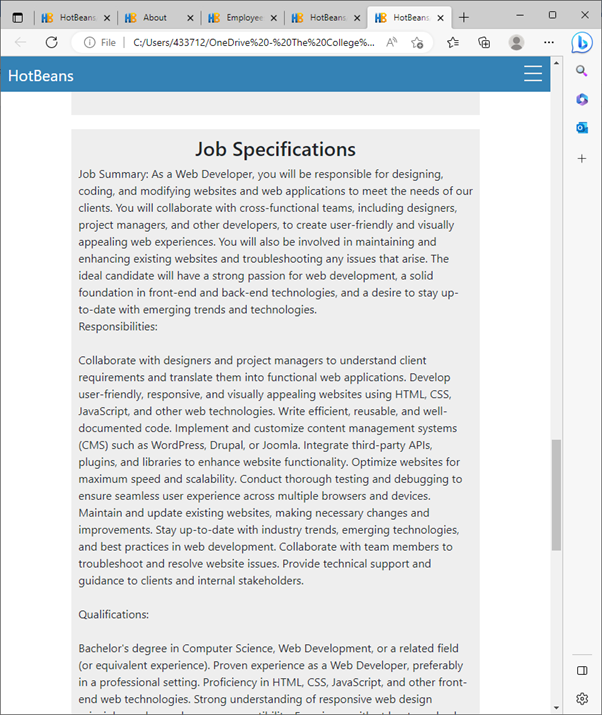 HotBeans
About
Employee
HotBeans
HotBeans
File
C:/Users/433712/OneDrive%20-%20The%20College%...
HotBeans
Job Specifications
Job Summary: As a Web Developer, you will be responsible for designing,
coding, and modifying websites and web applications to meet the needs of our
clients. You will collaborate with cross-functional teams, including designers,
project managers, and other developers, to create user-friendly and visually
appealing web experiences. You will also be involved in maintaining and
enhancing existing websites and troubleshooting any issues that arise. The
ideal candidate will have a strong passion for web development, a solid
foundation in front-end and back-end technologies, and a desire to stay up-
to-date with emerging trends and technologies.
Responsibilities:
Collaborate with designers and project managers to understand client
requirements and translate them into functional web applications. Develop
user-friendly, responsive, and visually appealing websites using HTML, CSS,
JavaScript, and other web technologies. Write efficient, reusable, and well-
documented code. Implement and customize content management systems
(CMS) such as WordPress, Drupal, or Joomla. Integrate third-party APIs,
plugins, and libraries to enhance website functionality. Optimize websites for
maximum speed and scalability. Conduct thorough testing and debugging to
ensure seamless user experience across multiple browsers and devices.
Maintain and update existing websites, making necessary changes and
improvements. Stay up-to-date with industry trends, emerging technologies,
and best practices in web development. Collaborate with team members to
troubleshoot and resolve website issues. Provide technical support and
guidance to clients and internal stakeholders.
Qualifications:
Bachelor's degree in Computer Science, Web Development, or a related field
(or equivalent experience). Proven experience as a Web Developer, preferably
in a professional setting. Proficiency in HTML, CSS, JavaScript, and other front-
end web technologies. Strong understanding of responsive web design